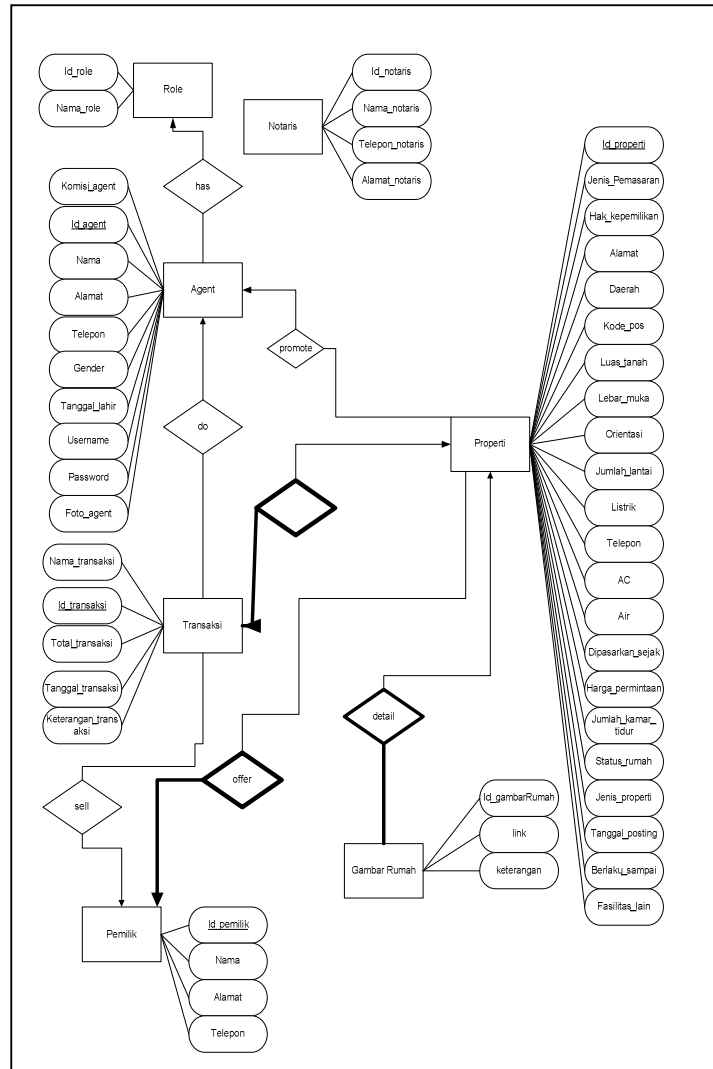 Id_role
Nama_role
Role
Notaris
Id_notaris
Nama_notaris
Telepon_notaris
Alamat_notaris
has
Komisi_agent
Id_agent
Nama
Alamat
Telepon
Gender
Tanggal_lahir
Username
Password
Foto_agent
Agent
promote
do
Properti
Id_properti
Jenis_Pemasaran
Hak_kepemilikan
Alamat
Daerah
Kode_pos
Luas_tanah
Lebar_muka
Orientasi
Jumlah_lantai
Listrik
Telepon
AC
Air
Dipasarkan_sejak
Harga_permintaan
Jumlah_kamar_
tidur
Status_rumah
Jenis_properti
Tanggal_posting
Berlaku_sampai
Fasilitas_lain
Nama_transaksi
Id_transaksi
Total_transaksi
Tanggal_transaksi
Keterangan_trans
aksi
Transaksi
detail
offer
sell
Gambar Rumah
Id_gambarRumah
link
keterangan
Pemilik
Id_pemilik
Nama
Alamat
Telepon